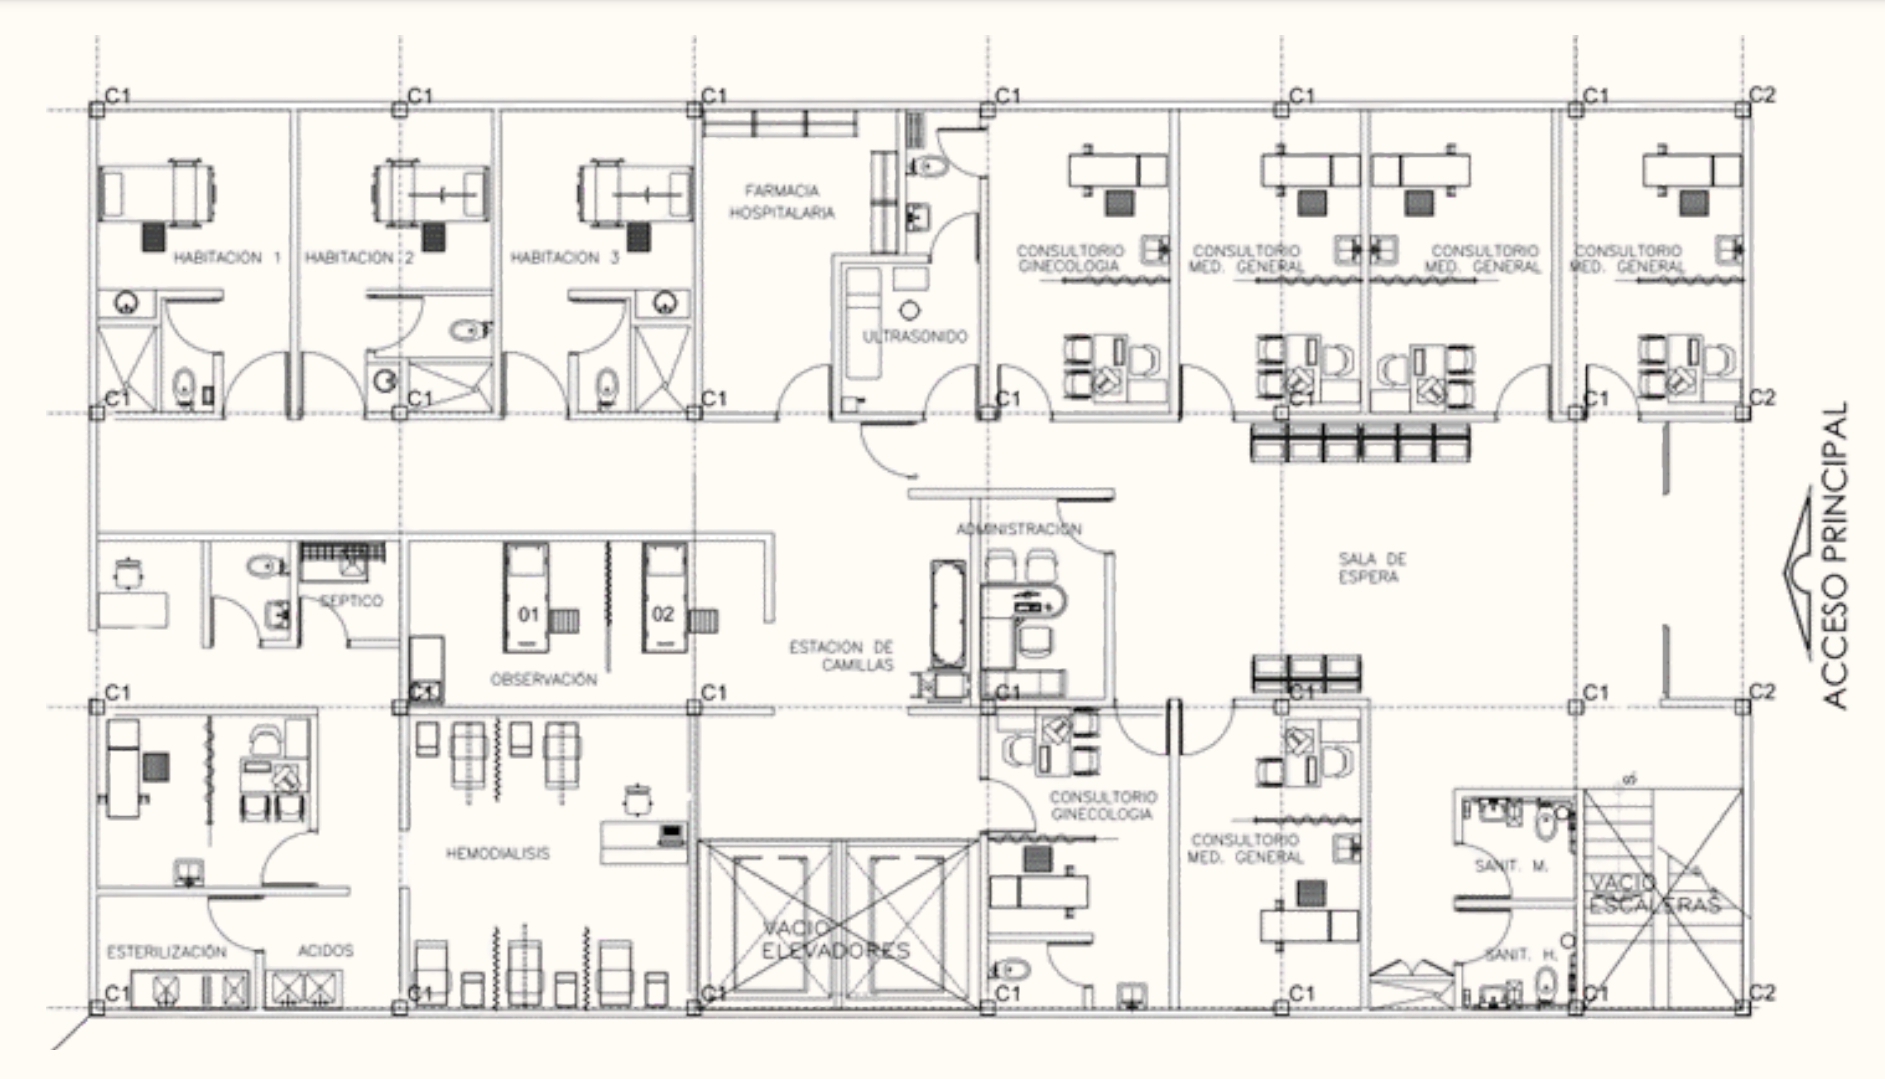 C1 C1 C1 C1 C1 C1 C2
FARMACIA
HOSPITALARIA
HABITACION 1
HABITACION 2
HABITACION 3
CONSULTORIO
GINECOLOGIA
CONSULTORIO
MED. GENERAL
CONSULTORIO
MED. GENERAL
CONSULTORIO
MED. GENERAL
ULTRASONIDO
C1 C1 C1 C1 C1 C1 C2
ACCESO PRINCIPAL
ADMINISTRACION
SALA DE
ESPERA
SEPTICO
01
02
ESTACION DE
CAMILLAS
OBSERVACIÓN
C1 C1 C1 C1 C1 C1 C2
CONSULTORIO
GINECOLOGIA
HEMODIALISIS
CONSULTORIO
MED. GENERAL
SANIT. M.
VACIO
ESCALERAS
VACIO
ELEVADORES
ESTERILIZACIÓN
ACIDOS
SANIT. H.
C1 C1 C1 C1 C1 C1 C2